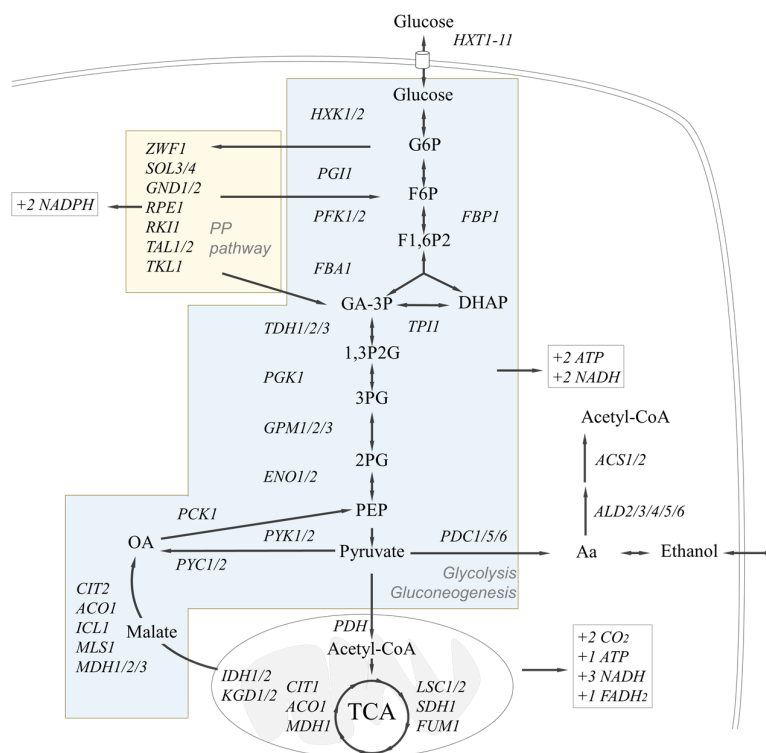 Glucose
HXT1-11
Glucose
HXK1/2
G6P
ZWF1
SOL3/4
GND1/2
RPE1
RKI1
TAL1/2
TKL1
PP
pathway
+2 NADPH
PGI1
F6P
PFK1/2
FBP1
F1,6P2
FBA1
GA-3P
DHAP
TDH1/2/3
TPI1
1,3P2G
+2 ATP
+2 NADH
PGK1
3PG
Acetyl-CoA
GPM1/2/3
2PG
ACS1/2
ENO1/2
PEP
ALD2/3/4/5/6
PCK1
OA
PYK1/2
PYC1/2
Pyruvate
PDC1/5/6
Aa
Ethanol
Glycolysis
Gluconeogenesis
CIT2
ACO1
ICL1
MLS1
MDH1/2/3
Malate
PDH
Acetyl-CoA
+2 CO₂
+1 ATP
+3 NADH
+1 FADH₂
IDH1/2
KGD1/2
CIT1
ACO1
MDH1
TCA
LSC1/2
SDH1
FUM1